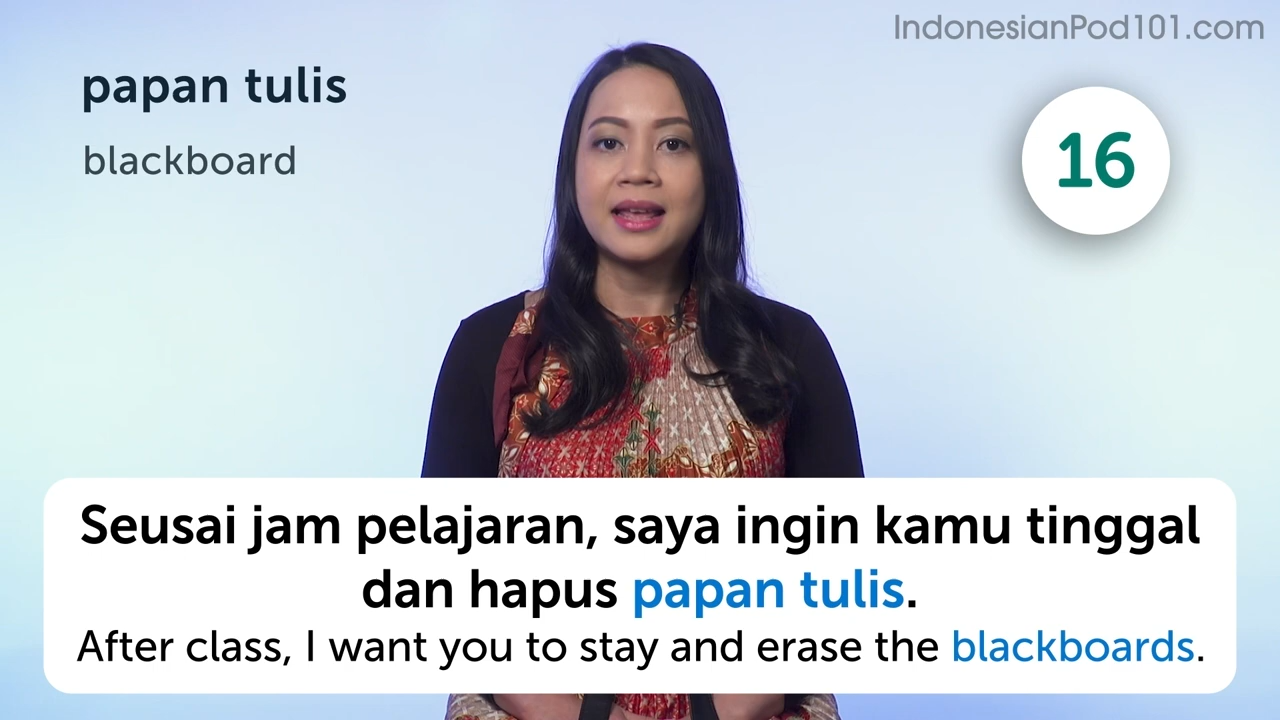 IndonesianPod101.com
papan tulis
blackboard
16
Seusai jam pelajaran, saya ingin kamu tinggal
dan hapus papan tulis.
After class, I want you to stay and erase the blackboards.